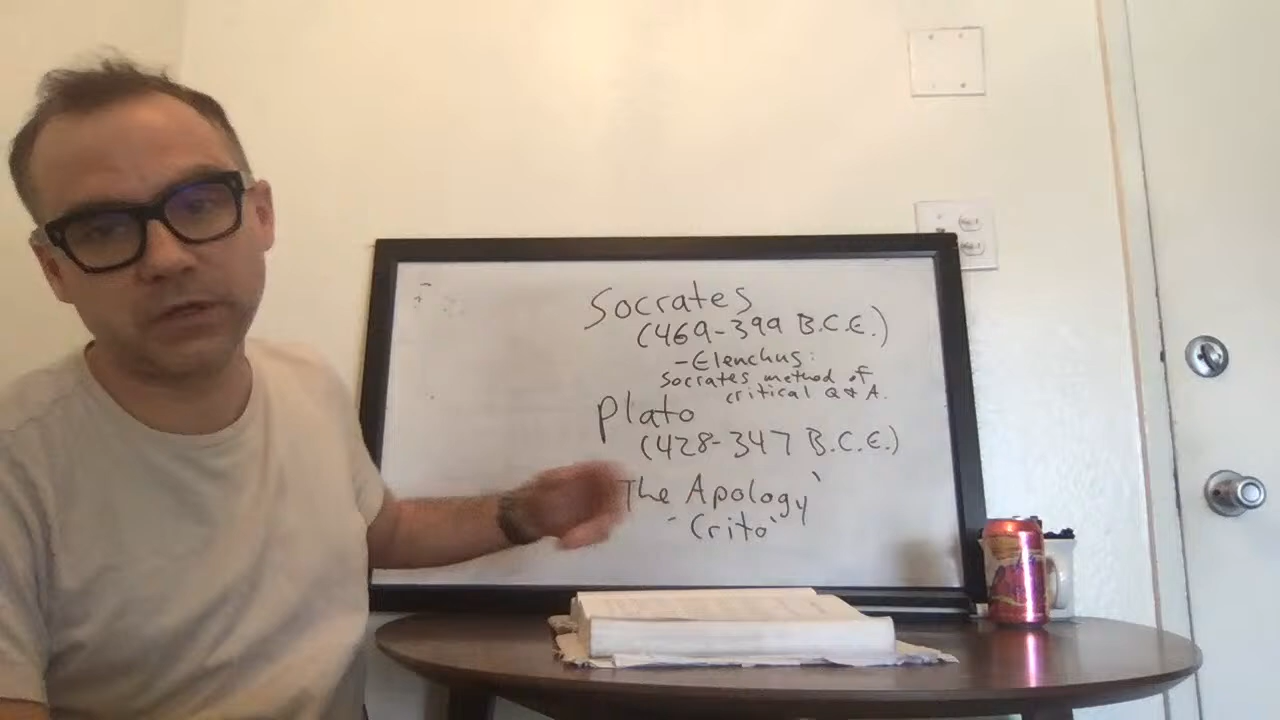 Socrates
(469-399 B.C.E.)
-Elenchus:
Socrates method of
critical Q & A.
Plato
(428-347 B.C.E.)
The Apology'
"Crito"